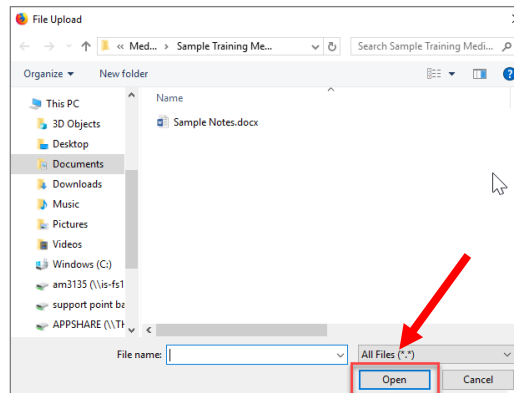 File Upload
« Med... › Sample Training Me...
Search Sample Training Medi...
Organize
New folder
This PC
3D Objects
Desktop
Documents
Downloads
Music
Pictures
Videos
Windows (C:)
am3135 (\\is-fs1
support point ba
APPSHARE (\\TH
Name
Sample Notes.docx
File name:
All Files (*.*)
Open
Cancel